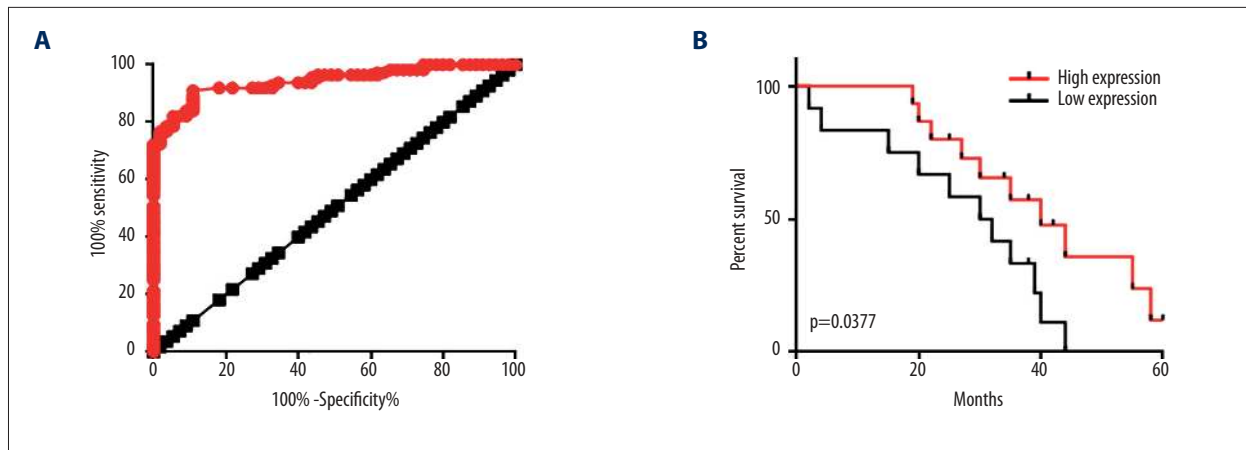 A
100% sensitivity
100
80
60
40
20
0
0 20 40 60 80 100
100% -Specificity%
B
Percent survival
100
50
0
High expression
Low expression
p=0.0377
0 20 40 60
Months